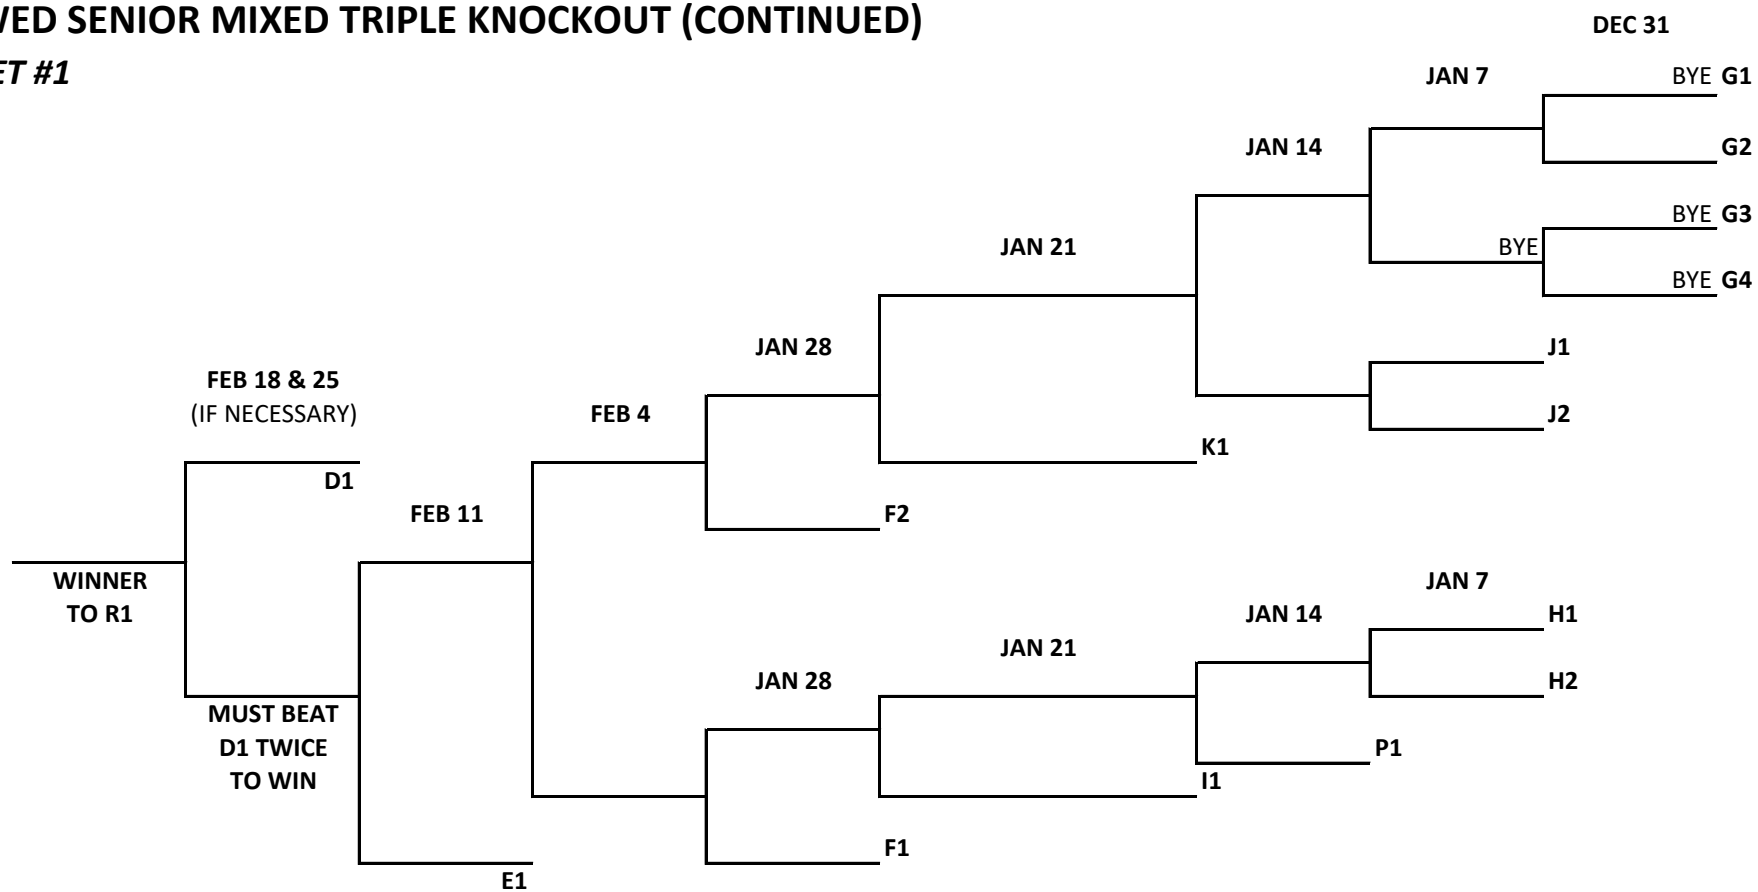 SENIOR MIXED TRIPLE KNOCKOUT (CONTINUED)
#1
DEC 31
JAN 7
BYE G1
JAN 14
G2
BYE G3
JAN 21
BYE
BYE G4
JAN 28
J1
FEB 18 & 25
(IF NECESSARY)
FEB 4
J2
K1
D1
FEB 11
F2
WINNER
TO R1
JAN 7
JAN 14
H1
JAN 21
JAN 28
H2
MUST BEAT
D1 TWICE
TO WIN
P1
I1
F1
E1